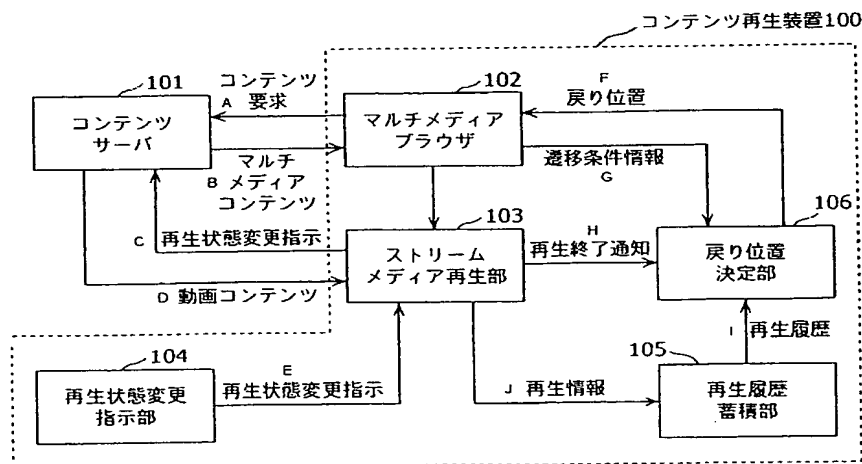 コンテンツ再生装置100
101
コンテンツ
サーバ
コンテンツ
A 要求
マルチ
B メディア
コンテンツ
102
マルチメディア
ブラウザ
F
戻り位置
遷移条件情報
G
C 再生状態変更指示
D 動画コンテンツ
103
ストリーム
メディア再生部
H
再生終了通知
106
戻り位置
決定部
I 再生履歴
104
再生状態変更
指示部
E
再生状態変更指示
J 再生情報
105
再生履歴
蓄積部